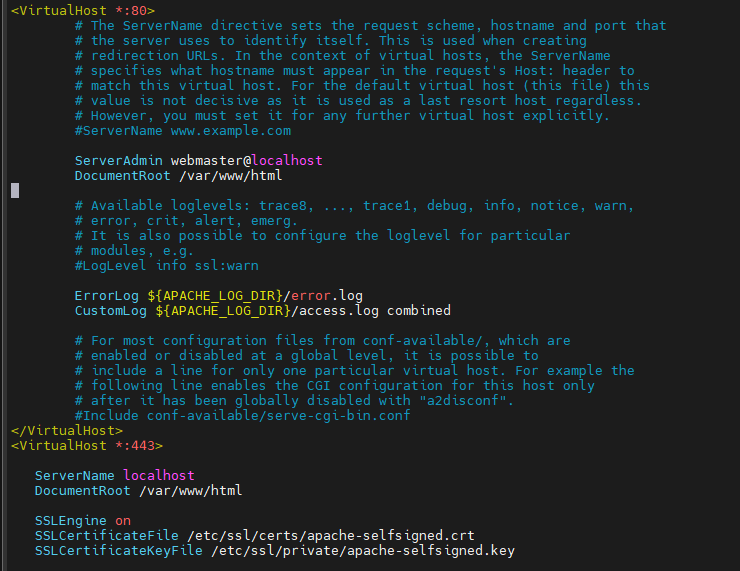 <VirtualHost *:80>
# The ServerName directive sets the request scheme, hostname and port that
# the server uses to identify itself. This is used when creating
# redirection URLs. In the context of virtual hosts, the ServerName
# specifies what hostname must appear in the request's Host: header to
# match this virtual host. For the default virtual host (this file) this
# value is not decisive as it is used as a last resort host regardless.
# However, you must set it for any further virtual host explicitly.
#ServerName www.example.com
ServerAdmin webmaster@localhost
DocumentRoot /var/www/html
# Available loglevels: trace8, ..., trace1, debug, info, notice, warn,
# error, crit, alert, emerg.
# It is also possible to configure the loglevel for particular
# modules, e.g.
#LogLevel info ssl:warn
ErrorLog ${APACHE_LOG_DIR}/error.log
CustomLog ${APACHE_LOG_DIR}/access.log combined
# For most configuration files from conf-available/, which are
# enabled or disabled at a global level, it is possible to
# include a line for only one particular virtual host. For example the
# following line enables the CGI configuration for this host only
# after it has been globally disabled with "a2disconf".
#Include conf-available/serve-cgi-bin.conf
</VirtualHost>
<VirtualHost *:443>
ServerName localhost
DocumentRoot /var/www/html
SSLEngine on
SSLCertificateFile /etc/ssl/certs/apache-selfsigned.crt
SSLCertificateKeyFile /etc/ssl/private/apache-selfsigned.key